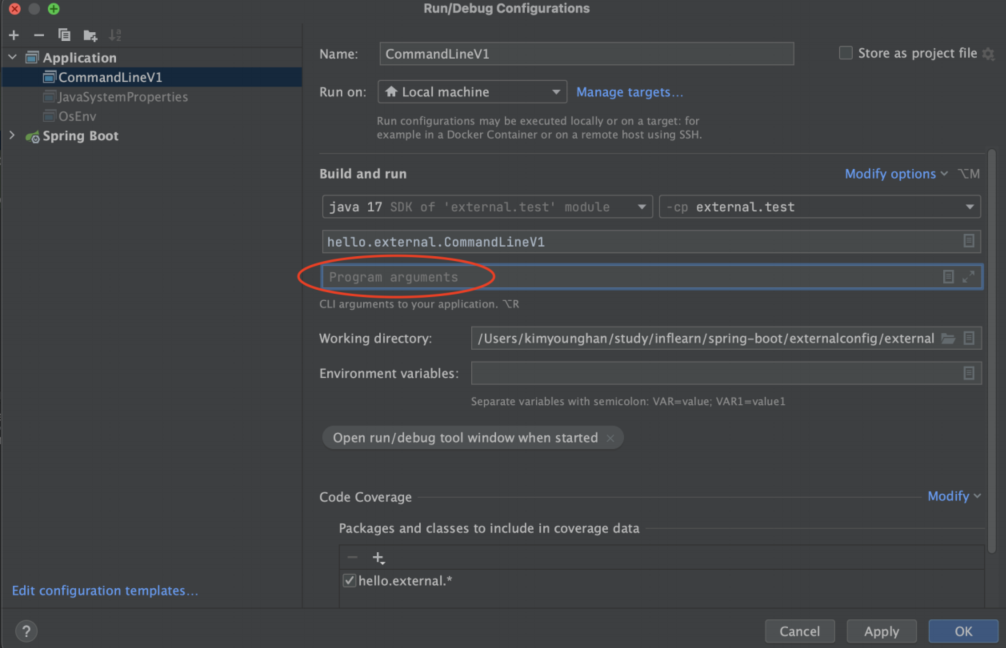 Run/Debug Configurations
Application
CommandLineV1
JavaSystemProperties
OsEnv
Spring Boot
Edit configuration templates…
Name:
CommandLineV1
Store as project file
Run on:
Local machine
Manage targets…
Run configurations may be executed locally or on a target: for
example in a Docker Container or on a remote host using SSH.
Build and run
Modify options
⌥M
java 17 SDK of 'external.test' module
-cp external.test
hello.external.CommandLineV1
Program arguments
CLI arguments to your application. ⌥R
Working directory:
/Users/kimyounghan/study/inflearn/spring-boot/externalconfig/external
Environment variables:
Separate variables with semicolon: VAR=value; VAR1=value1
Open run/debug tool window when started
Code Coverage
Modify
Packages and classes to include in coverage data
hello.external.*
?
Cancel
Apply
OK